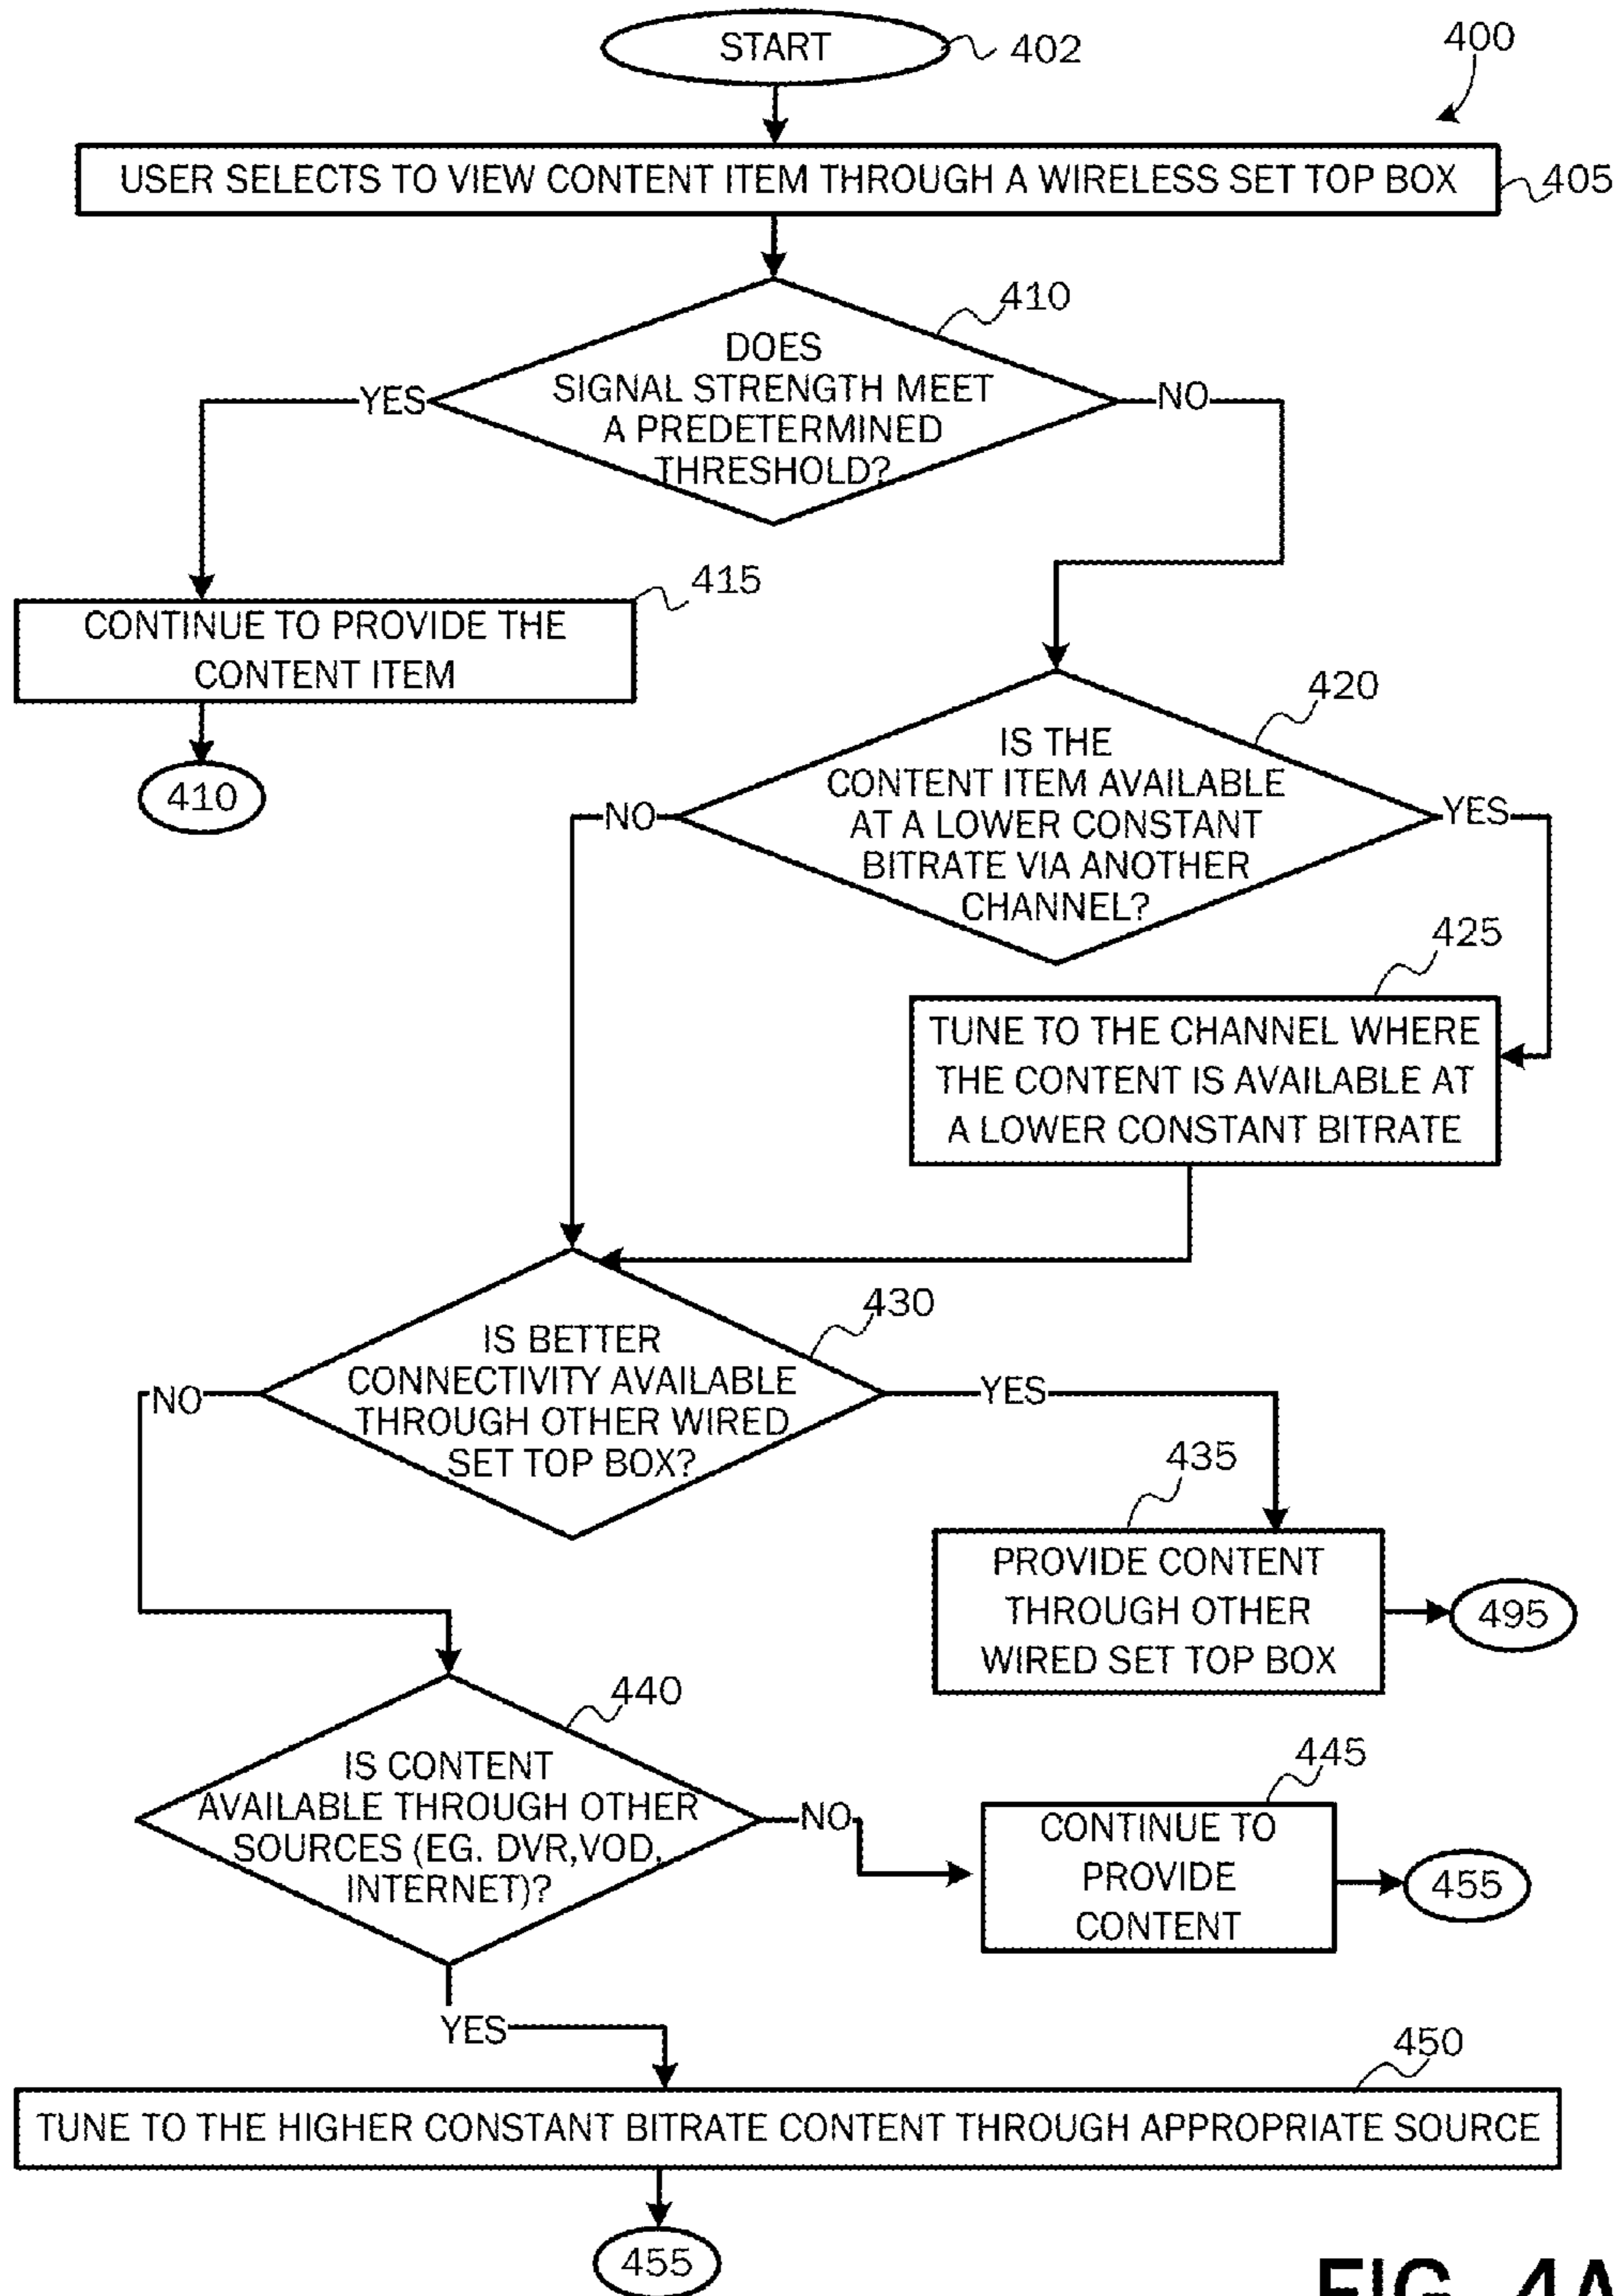 START
402
400
USER SELECTS TO VIEW CONTENT ITEM THROUGH A WIRELESS SET TOP BOX
405
410
DOES
SIGNAL STRENGTH MEET
A PREDETERMINED
THRESHOLD?
YES
NO
415
CONTINUE TO PROVIDE THE
CONTENT ITEM
410
420
IS THE
CONTENT ITEM AVAILABLE
AT A LOWER CONSTANT
BITRATE VIA ANOTHER
CHANNEL?
NO
YES
425
TUNE TO THE CHANNEL WHERE
THE CONTENT IS AVAILABLE AT
A LOWER CONSTANT BITRATE
430
IS BETTER
CONNECTIVITY AVAILABLE
THROUGH OTHER WIRED
SET TOP BOX?
NO
YES
435
PROVIDE CONTENT
THROUGH OTHER
WIRED SET TOP BOX
495
440
IS CONTENT
AVAILABLE THROUGH OTHER
SOURCES (EG. DVR,VOD,
INTERNET)?
NO
445
CONTINUE TO
PROVIDE
CONTENT
455
YES
450
TUNE TO THE HIGHER CONSTANT BITRATE CONTENT THROUGH APPROPRIATE SOURCE
455
FIG. 4A